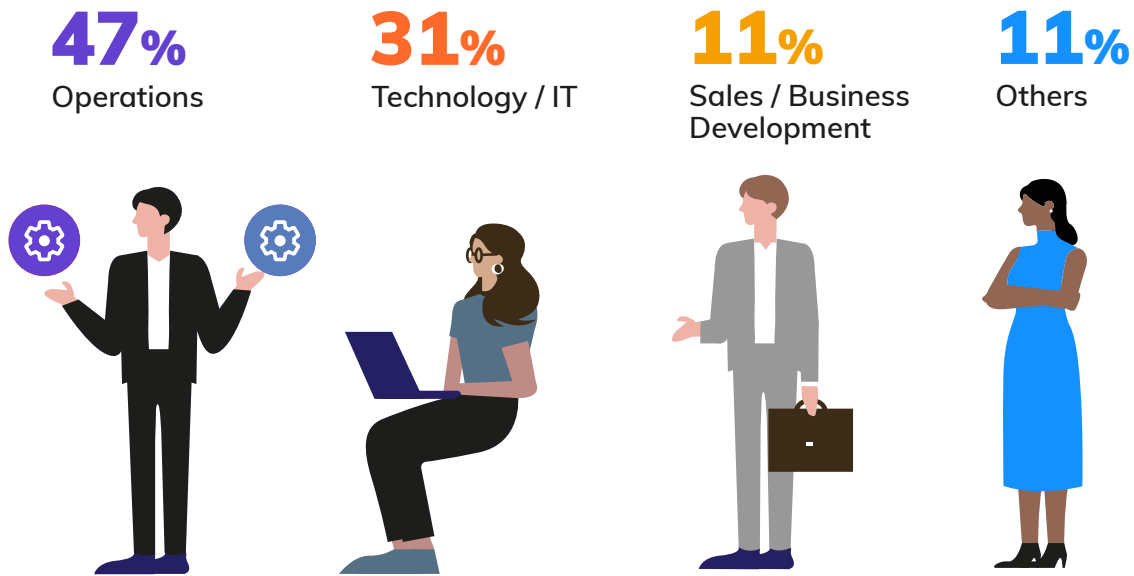 47%
Operations
31%
Technology / IT
11%
Sales / Business
Development
11%
Others